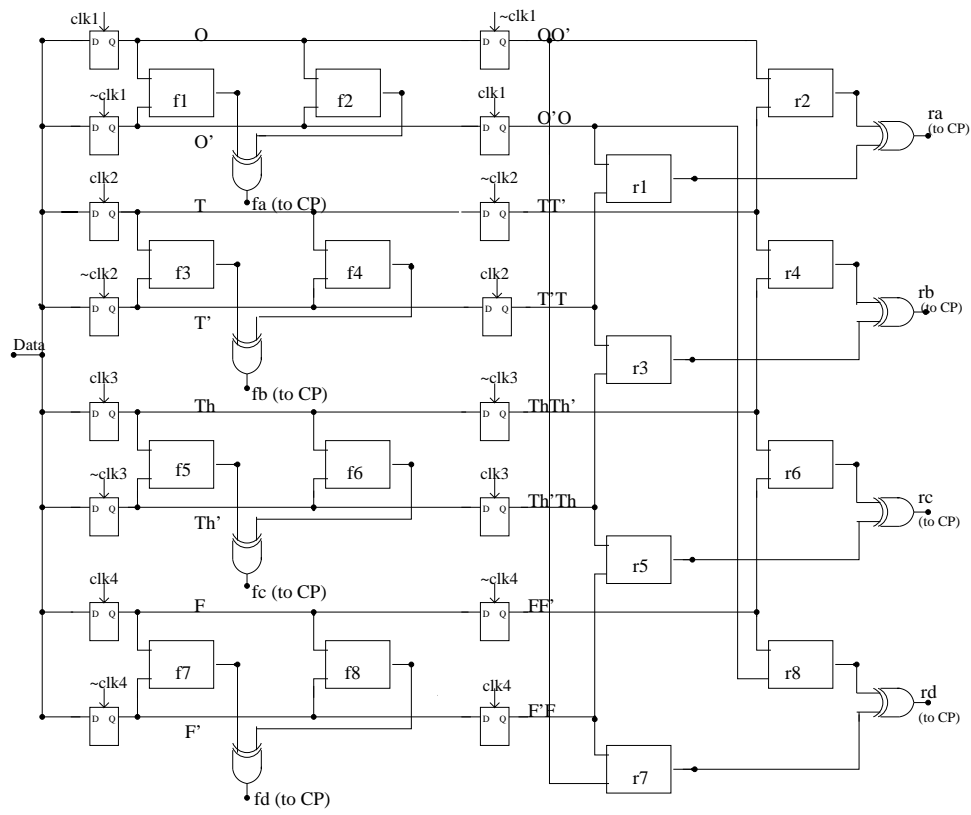 clk1
~clk1
D Q
O
D Q
OO'
f1
f2
r2
~clk1
clk1
ra
(to CP)
D Q
O'
D Q
O'O
r1
clk2
~clk2
fa (to CP)
D Q
T
D Q
TT'
f3
f4
r4
~clk2
clk2
rb
(to CP)
D Q
T'
D Q
T'T
Data
r3
clk3
~clk3
fb (to CP)
D Q
Th
D Q
ThTh'
f5
f6
r6
~clk3
clk3
rc
(to CP)
D Q
Th'
D Q
Th'Th
r5
clk4
~clk4
fc (to CP)
D Q
F
D Q
FF'
f7
f8
r8
~clk4
clk4
rd
(to CP)
D Q
F'
D Q
F'F
r7
fd (to CP)